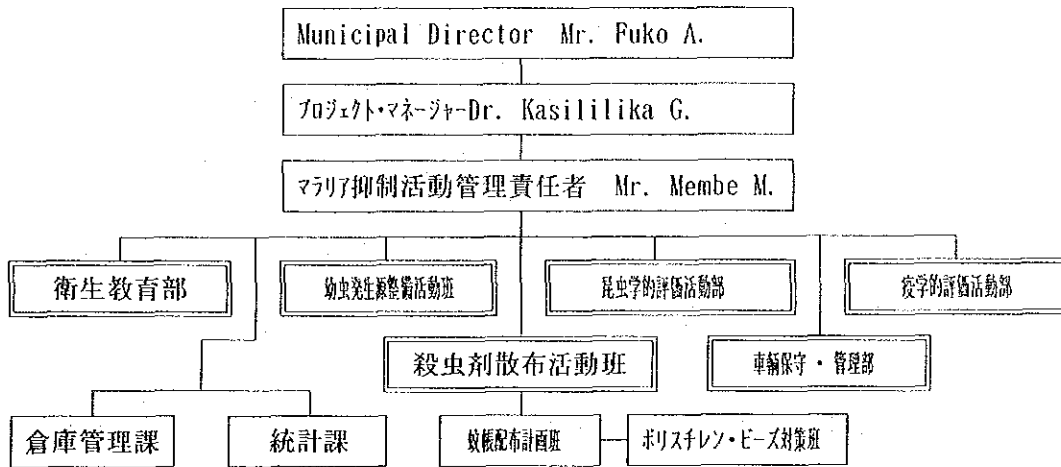 Municipal Director Mr. Fuko A.
プロジェクト・マネージャーDr. Kasililika G.
マラリア抑制活動管理責任者 Mr. Membe M.
衛生教育部
幼虫発生源整備活動班
昆虫学的評価活動部
疫学的評価活動部
殺虫剤散布活動班
車輌保守・管理部
倉庫管理課
統計課
蚊帳配布計画班
ポリスチレン・ビーズ対策班